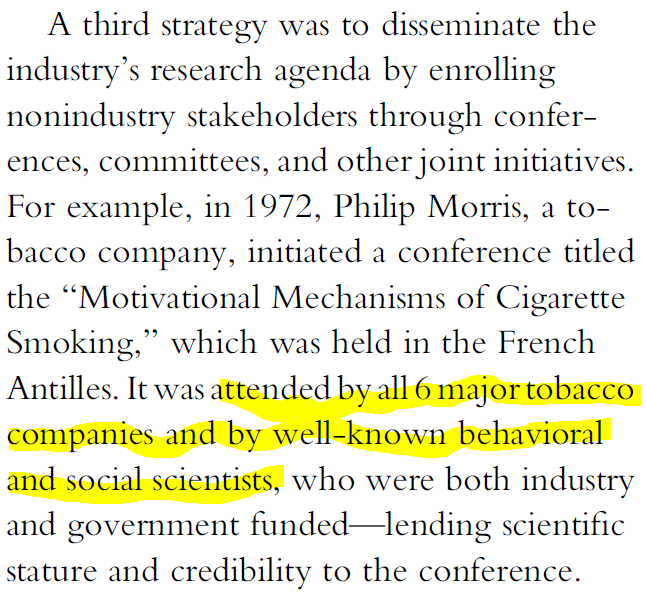 A third strategy was to disseminate the
industry’s research agenda by enrolling
nonindustry stakeholders through confer-
ences, committees, and other joint initiatives.
For example, in 1972, Philip Morris, a to-
bacco company, initiated a conference titled
the “Motivational Mechanisms of Cigarette
Smoking,” which was held in the French
Antilles. It was attended by all 6 major tobacco
companies and by well-known behavioral
and social scientists, who were both industry
and government funded—lending scientific
stature and credibility to the conference.